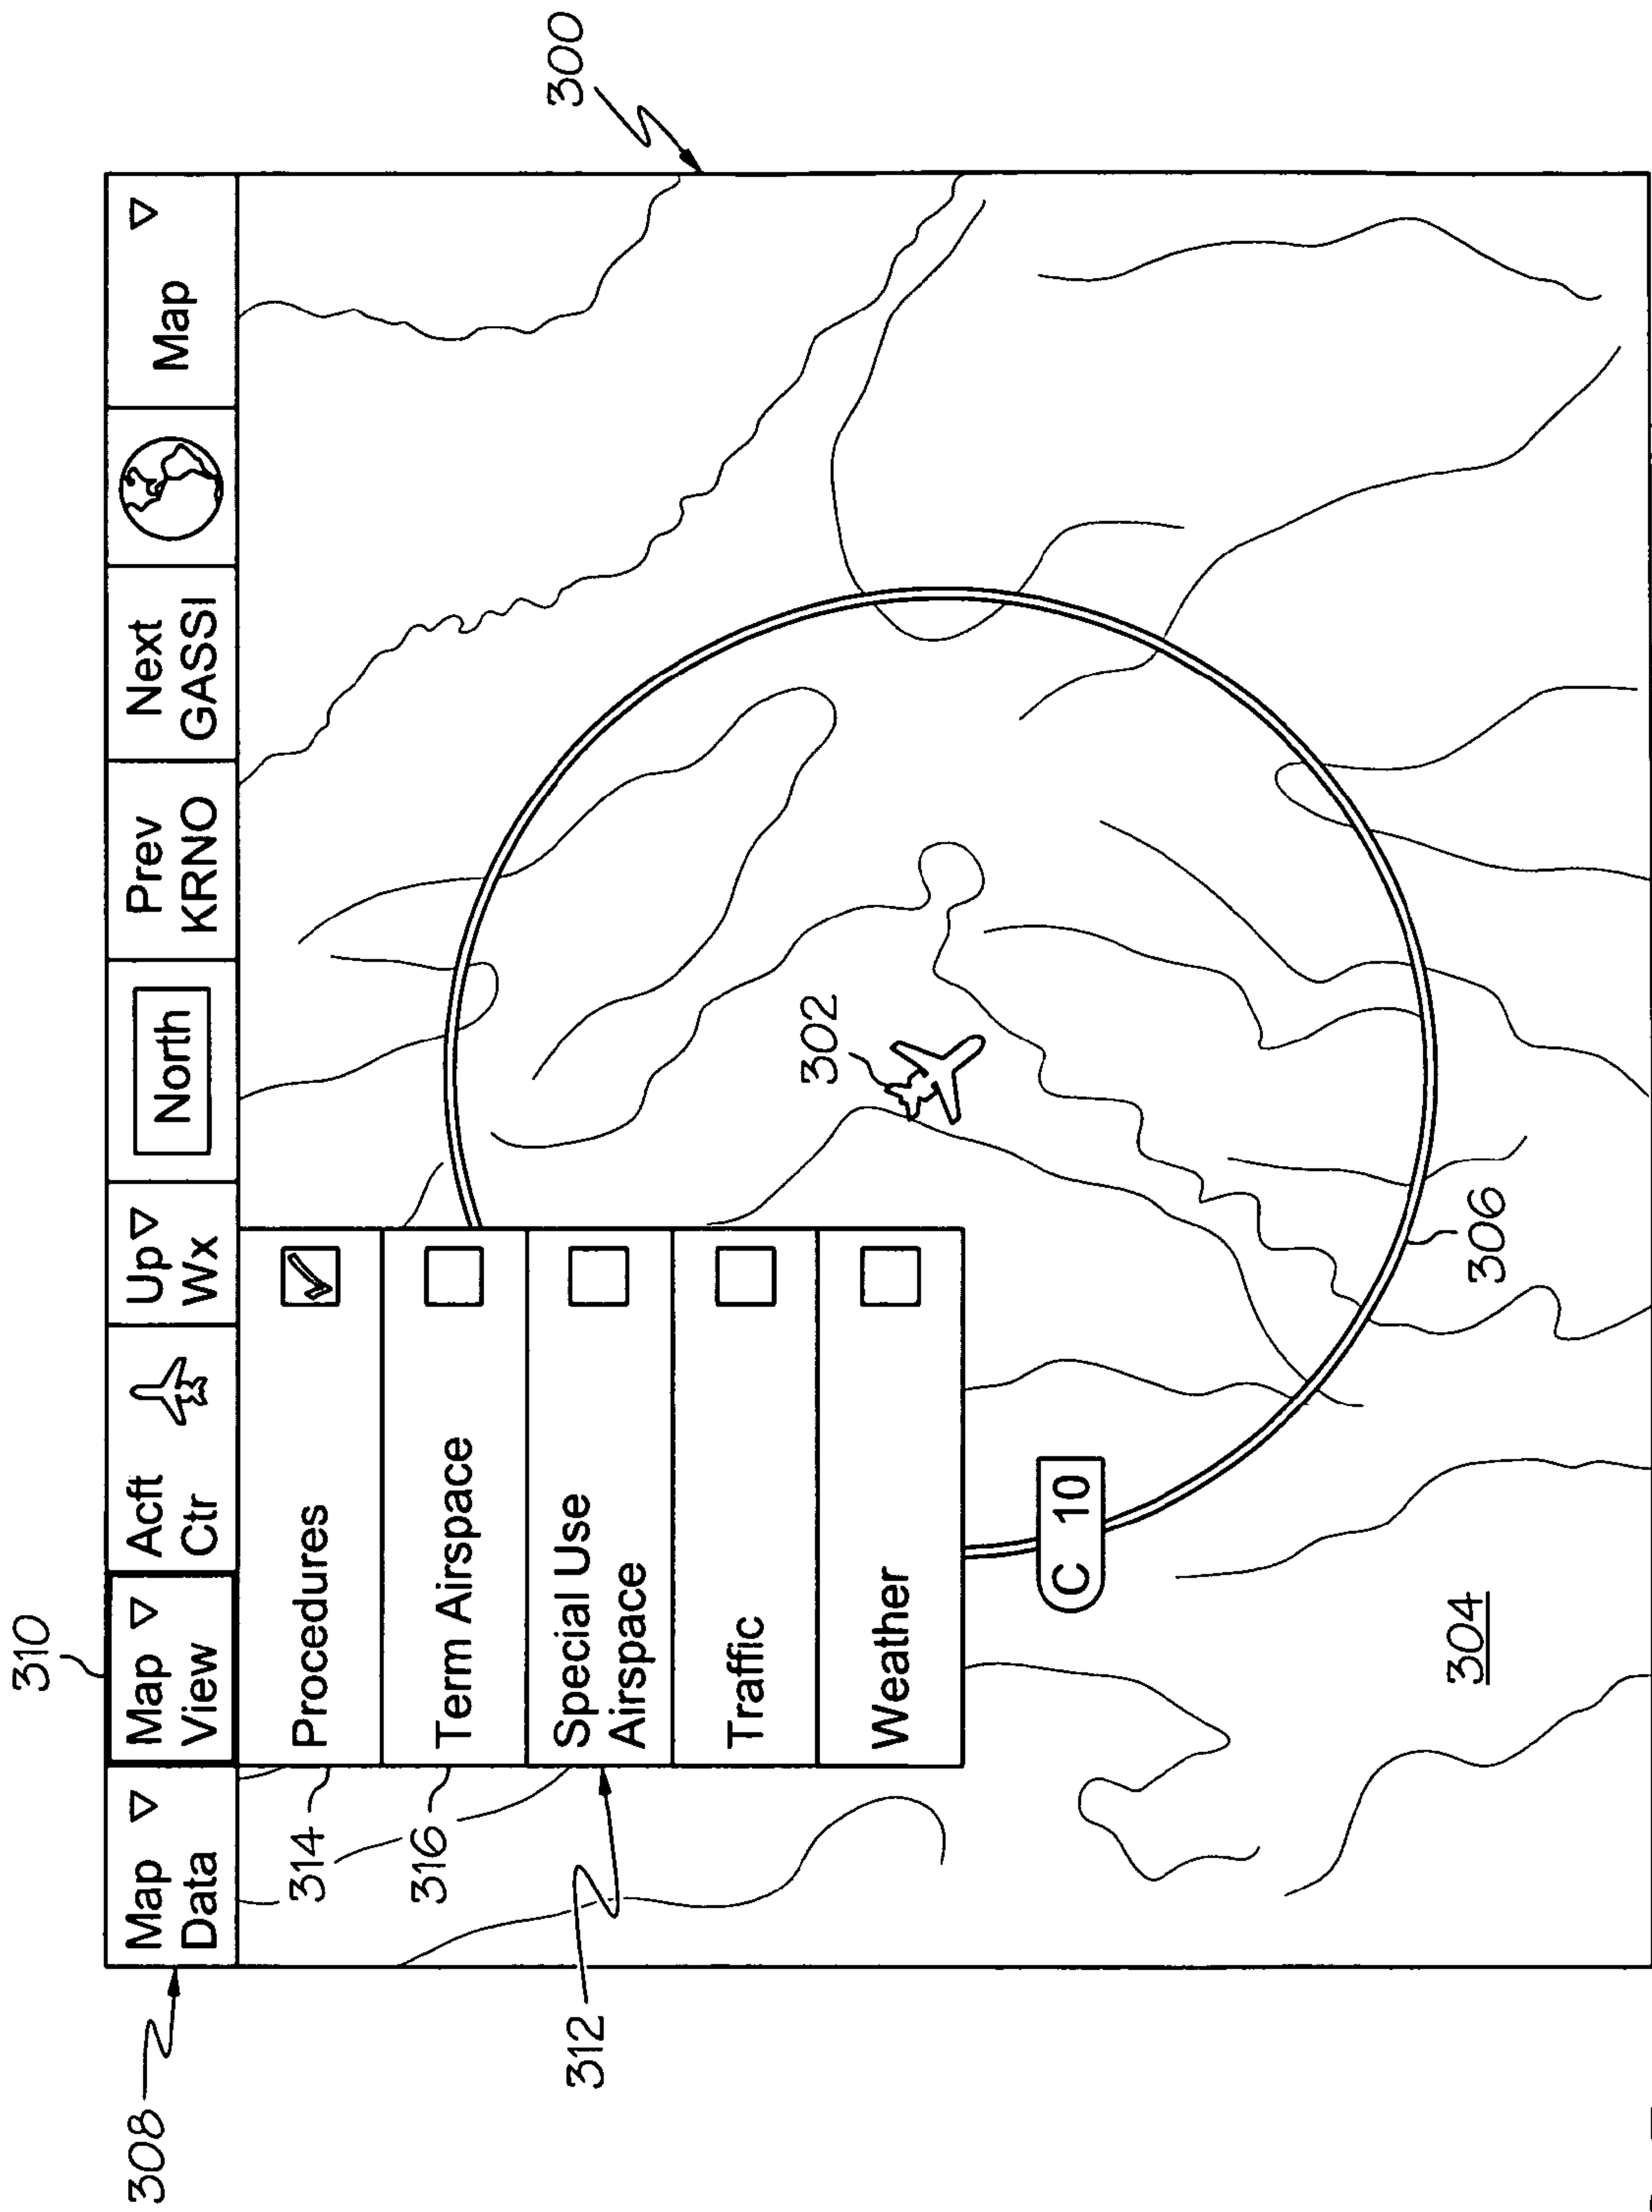 300
308
310
Map
Data
Map
View
Acft
Ctr
Up
Wx
North
Prev
KRNO
Next
GASSI
Map
314
Procedures
316
Term Airspace
312
Special Use
Airspace
Traffic
Weather
302
C 10
306
304